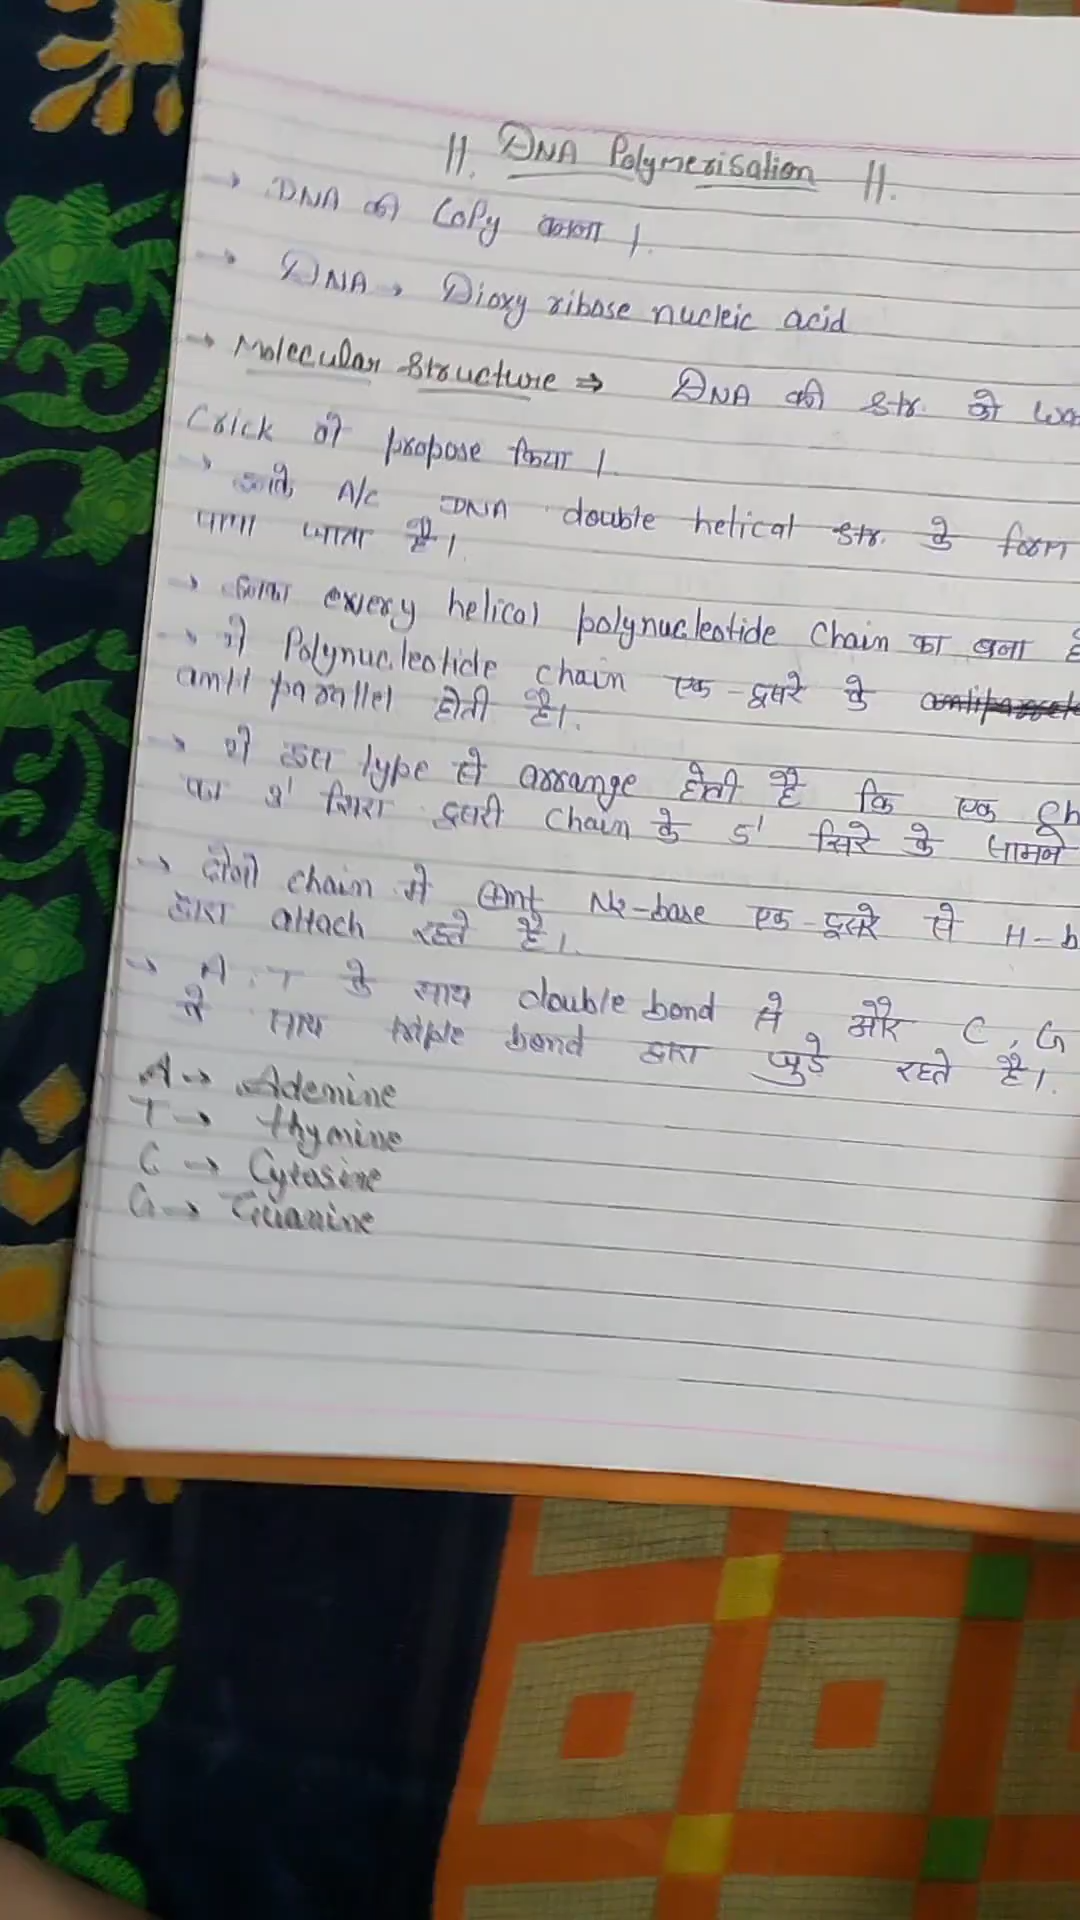 ||. DNA Polymerisation ||.
→ DNA की Copy करना |.
→ DNA → Dioxy ribose nucleic acid
→ Molecular Structure ⇒ DNA की str. को
Crick ने propose किया |.
→ इनके A/c DNA double helical str. के form
पाया जाता है |.
→ जिसका every helical polynucleotide Chain का बना
→ ये Polynucleotide chain एक-दूसरे के
anti parallel होती है |.
→ ये इस type से arrange होती है कि एक
का 3' सिरा दूसरी Chain के 5' सिरे के सामने
→ दोनों chain में N2-base एक-दूसरे से H-b
द्वारा attach रहते है |.
→ A, T के साथ double bond से, और C, G
के साथ triple bond द्वारा जुड़े रहते है |.
A → Adenine
T → Thymine
C → Cytosine
G → Guanine